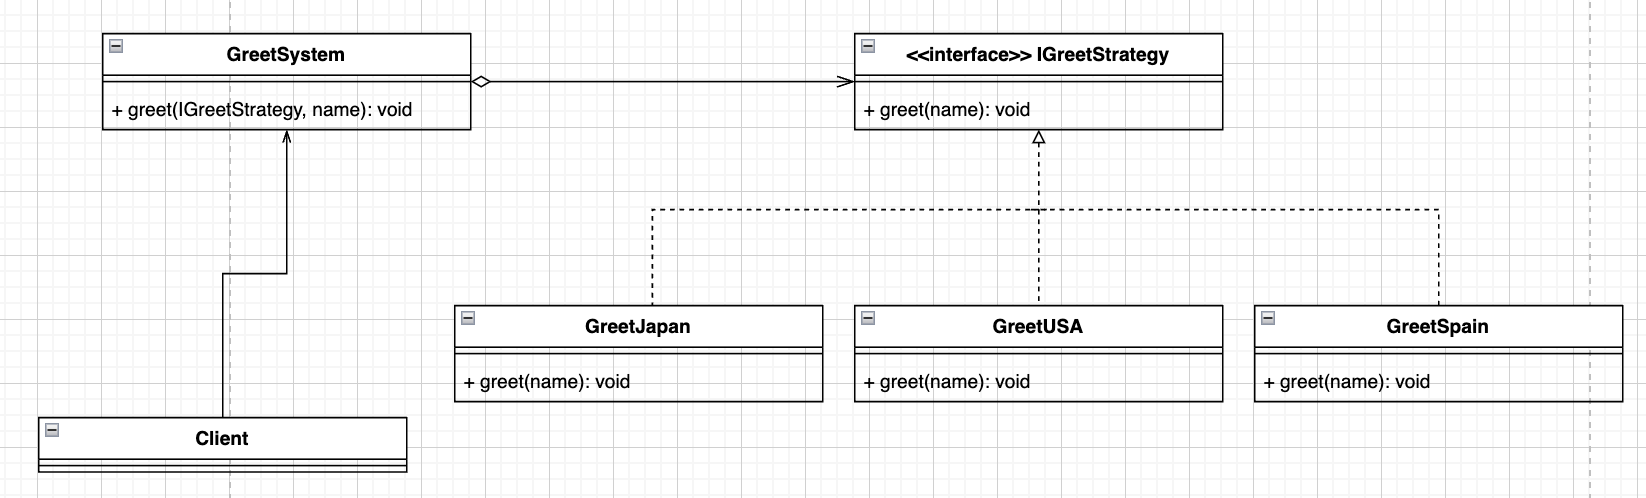 GreetSystem
+ greet(IGreetStrategy, name): void
<<interface>> IGreetStrategy
+ greet(name): void
GreetJapan
+ greet(name): void
GreetUSA
+ greet(name): void
GreetSpain
+ greet(name): void
Client